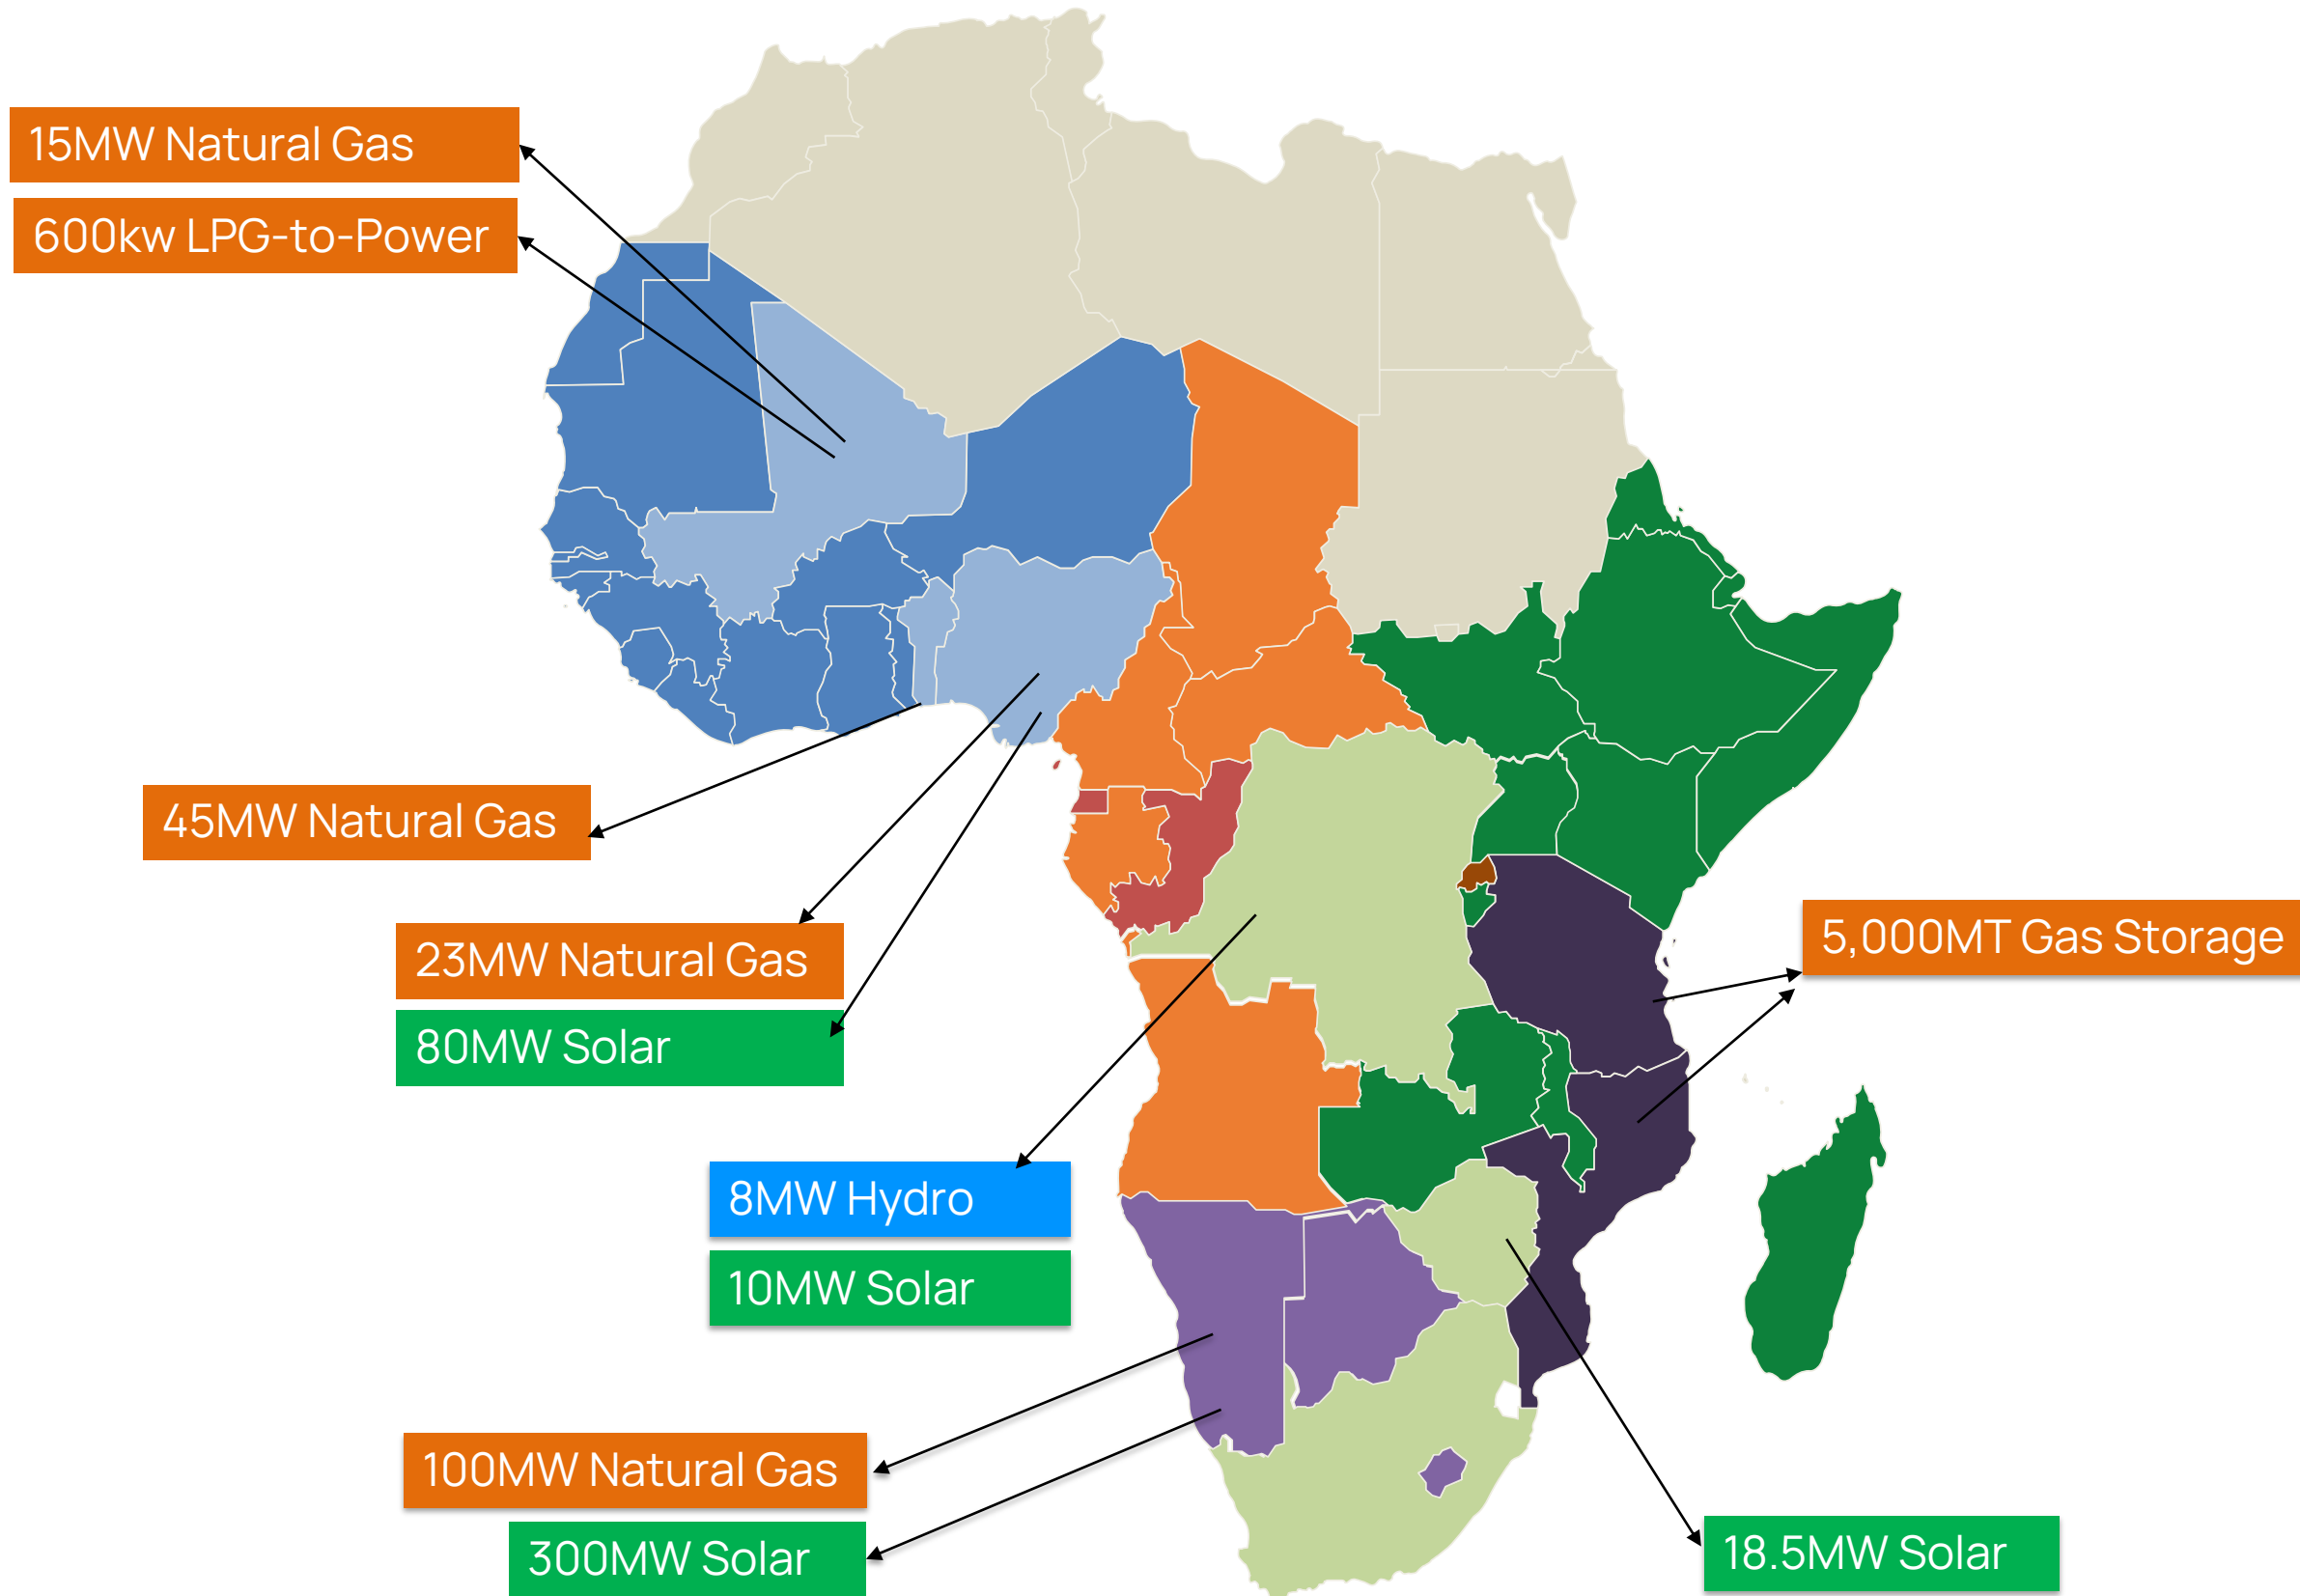 15MW Natural Gas
600kw LPG-to-Power
45MW Natural Gas
23MW Natural Gas
80MW Solar
5,000MT Gas Storage
8MW Hydro
10MW Solar
100MW Natural Gas
300MW Solar
18.5MW Solar